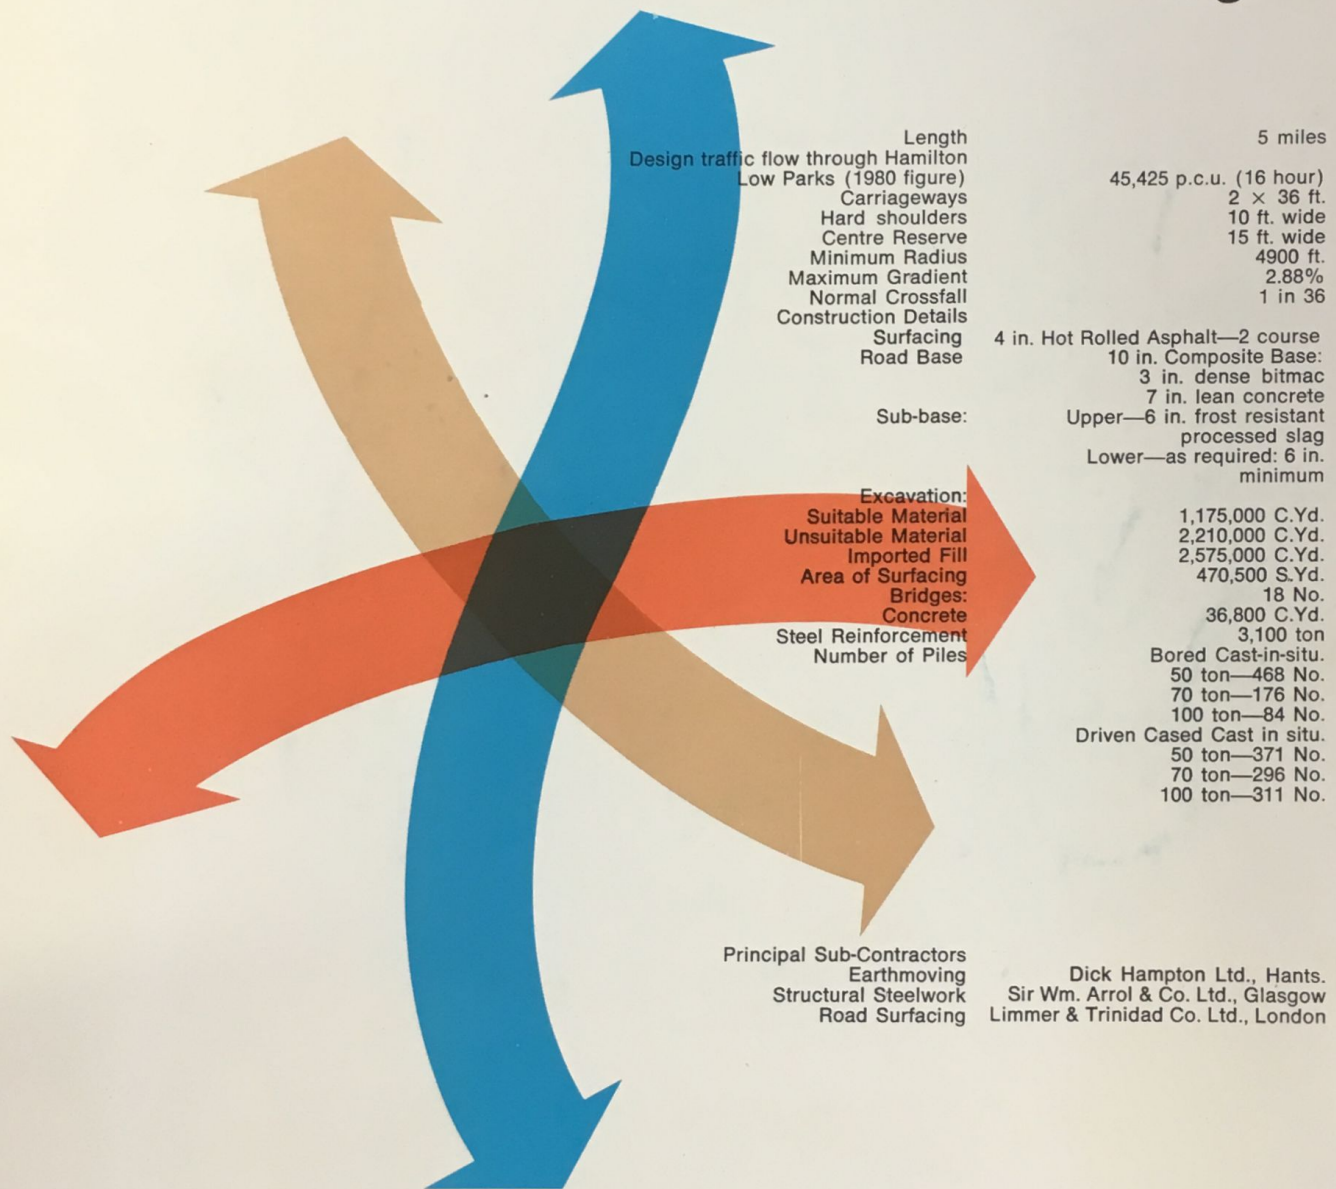 Length 5 miles
Design traffic flow through Hamilton
Low Parks (1980 figure) 45,425 p.c.u. (16 hour)
Carriageways 2 × 36 ft.
Hard shoulders 10 ft. wide
Centre Reserve 15 ft. wide
Minimum Radius 4900 ft.
Maximum Gradient 2.88%
Normal Crossfall 1 in 36
Construction Details
Surfacing 4 in. Hot Rolled Asphalt—2 course
Road Base 10 in. Composite Base:
3 in. dense bitmac
7 in. lean concrete
Sub-base: Upper—6 in. frost resistant
processed slag
Lower—as required: 6 in.
minimum
Excavation:
Suitable Material 1,175,000 C.Yd.
Unsuitable Material 2,210,000 C.Yd.
Imported Fill 2,575,000 C.Yd.
Area of Surfacing 470,500 S.Yd.
Bridges: 18 No.
Concrete 36,800 C.Yd.
Steel Reinforcement 3,100 ton
Number of Piles Bored Cast-in-situ.
50 ton—468 No.
70 ton—176 No.
100 ton—84 No.
Driven Cased Cast in situ.
50 ton—371 No.
70 ton—296 No.
100 ton—311 No.
Principal Sub-Contractors
Earthmoving Dick Hampton Ltd., Hants.
Structural Steelwork Sir Wm. Arrol & Co. Ltd., Glasgow
Road Surfacing Limmer & Trinidad Co. Ltd., London